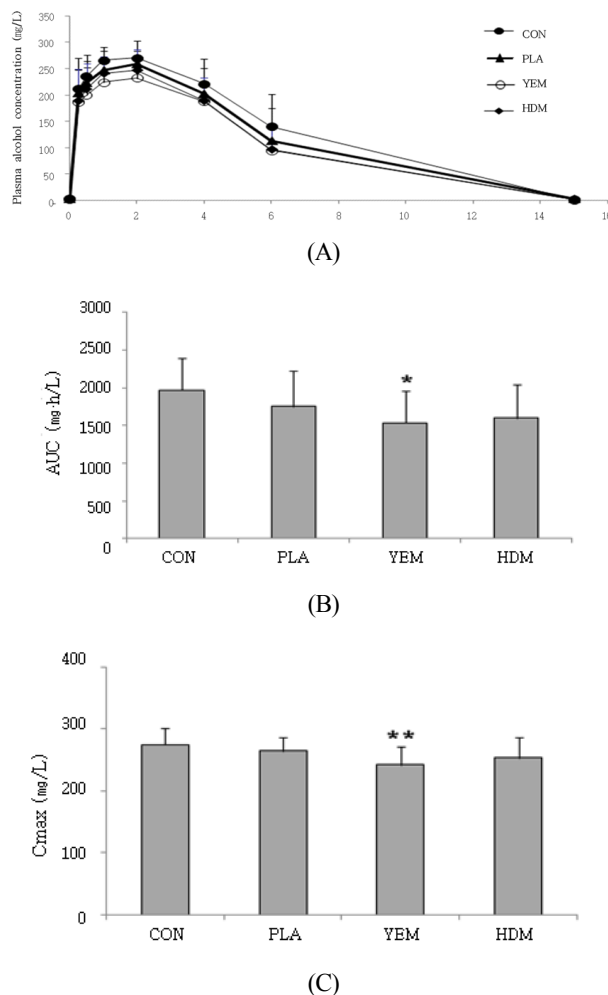 Plasma alcohol concentration (㎎/L)
350
300
250
200
150
100
50
0
0 2 4 6 8 10 12 14 16
CON
PLA
YEM
HDM
(A)
AUC (㎎·h/L)
3000
2500
2000
1500
1000
500
0
*
CON PLA YEM HDM
(B)
Cmax (㎎/L)
400
300
200
100
0
**
CON PLA YEM HDM
(C)